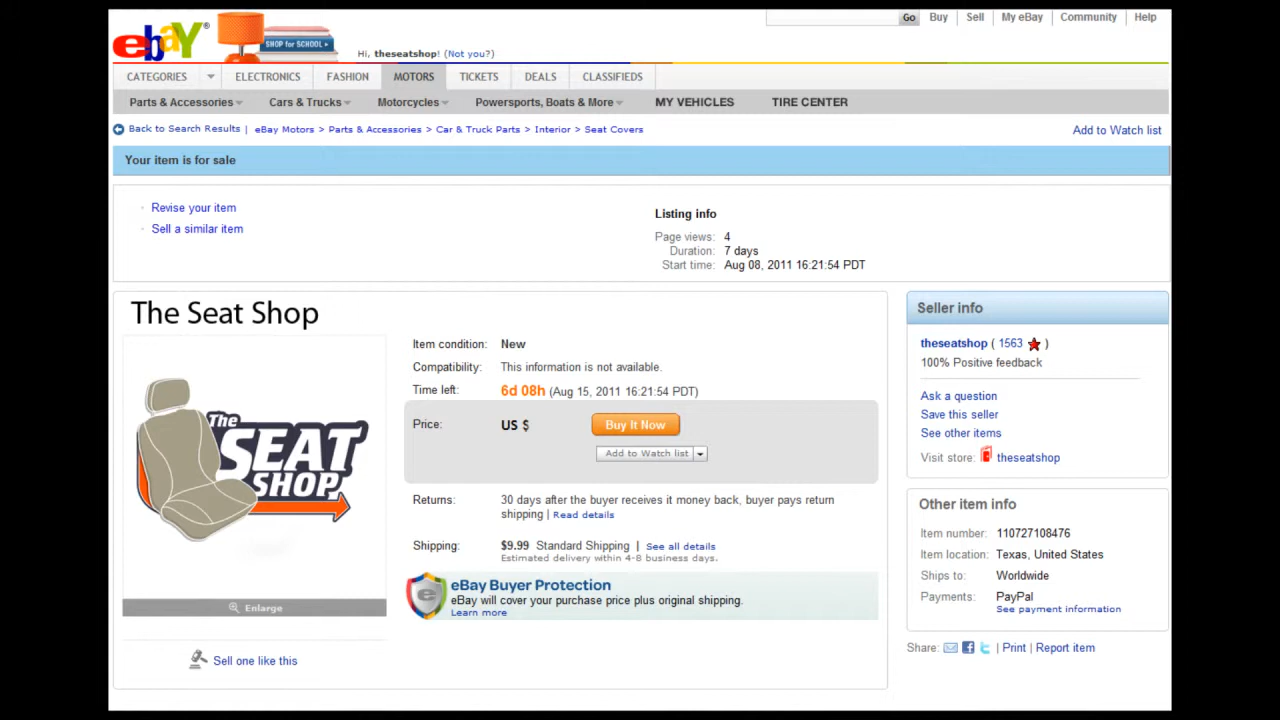 ebay®
SHOP for SCHOOL ▸
Hi, theseatshop! (Not you?)
Go Buy | Sell | My eBay | Community | Help
CATEGORIES ELECTRONICS FASHION MOTORS TICKETS DEALS CLASSIFIEDS
Parts & Accessories Cars & Trucks Motorcycles Powersports, Boats & More MY VEHICLES TIRE CENTER
Back to Search Results | eBay Motors > Parts & Accessories > Car & Truck Parts > Interior > Seat Covers
Add to Watch list
Your item is for sale
Revise your item
Sell a similar item
Listing info
Page views: 4
Duration: 7 days
Start time: Aug 08, 2011 16:21:54 PDT
The Seat Shop
The
SEAT
SHOP
Enlarge
Sell one like this
Item condition: New
Compatibility: This information is not available.
Time left: 6d 08h (Aug 15, 2011 16:21:54 PDT)
Price: US $ Buy It Now
Add to Watch list
Returns: 30 days after the buyer receives it money back, buyer pays return
shipping | Read details
Shipping: $9.99 Standard Shipping | See all details
Estimated delivery within 4-8 business days.
eBay Buyer Protection
eBay will cover your purchase price plus original shipping.
Learn more
Seller info
theseatshop ( 1563 ★ )
100% Positive feedback
Ask a question
Save this seller
See other items
Visit store: theseatshop
Other item info
Item number: 110727108476
Item location: Texas, United States
Ships to: Worldwide
Payments: PayPal
See payment information
Share: | Print | Report item